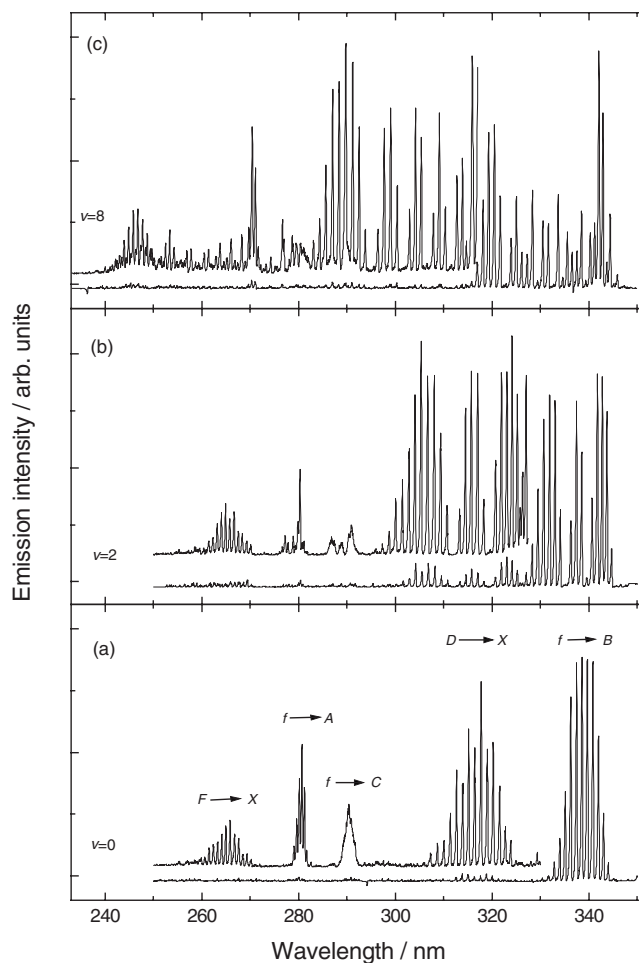 (c)
v=8
(b)
v=2
(a)
D → X
f → B
f → A
F → X
f → C
v=0
Emission intensity / arb. units
240 260 280 300 320 340
Wavelength / nm